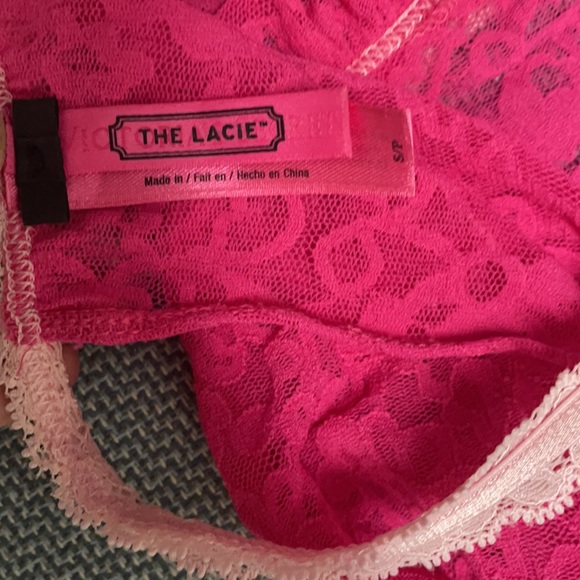 THE LACIE™
S/P
Made in / Fait en / Hecho en China